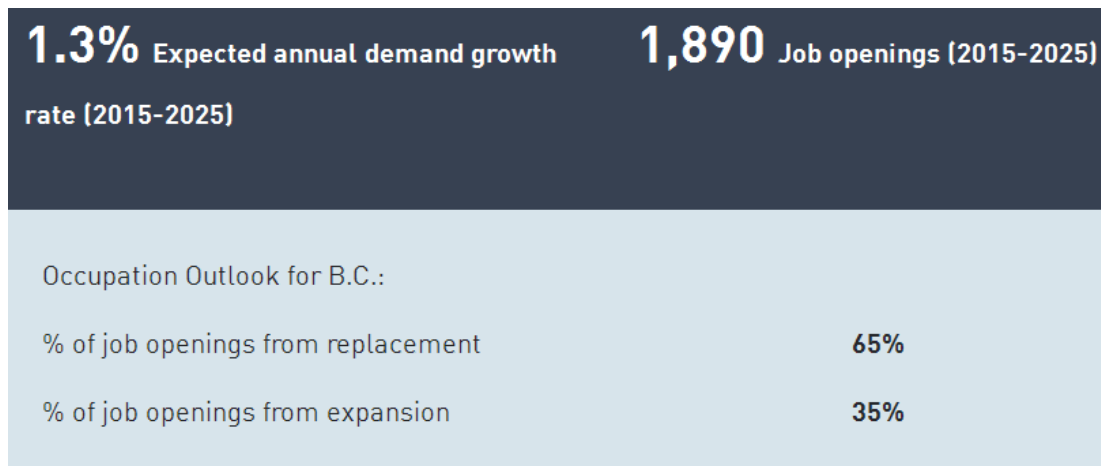 1.3% Expected annual demand growth
rate (2015-2025)
1,890 Job openings (2015-2025)
Occupation Outlook for B.C.:
% of job openings from replacement 65%
% of job openings from expansion 35%